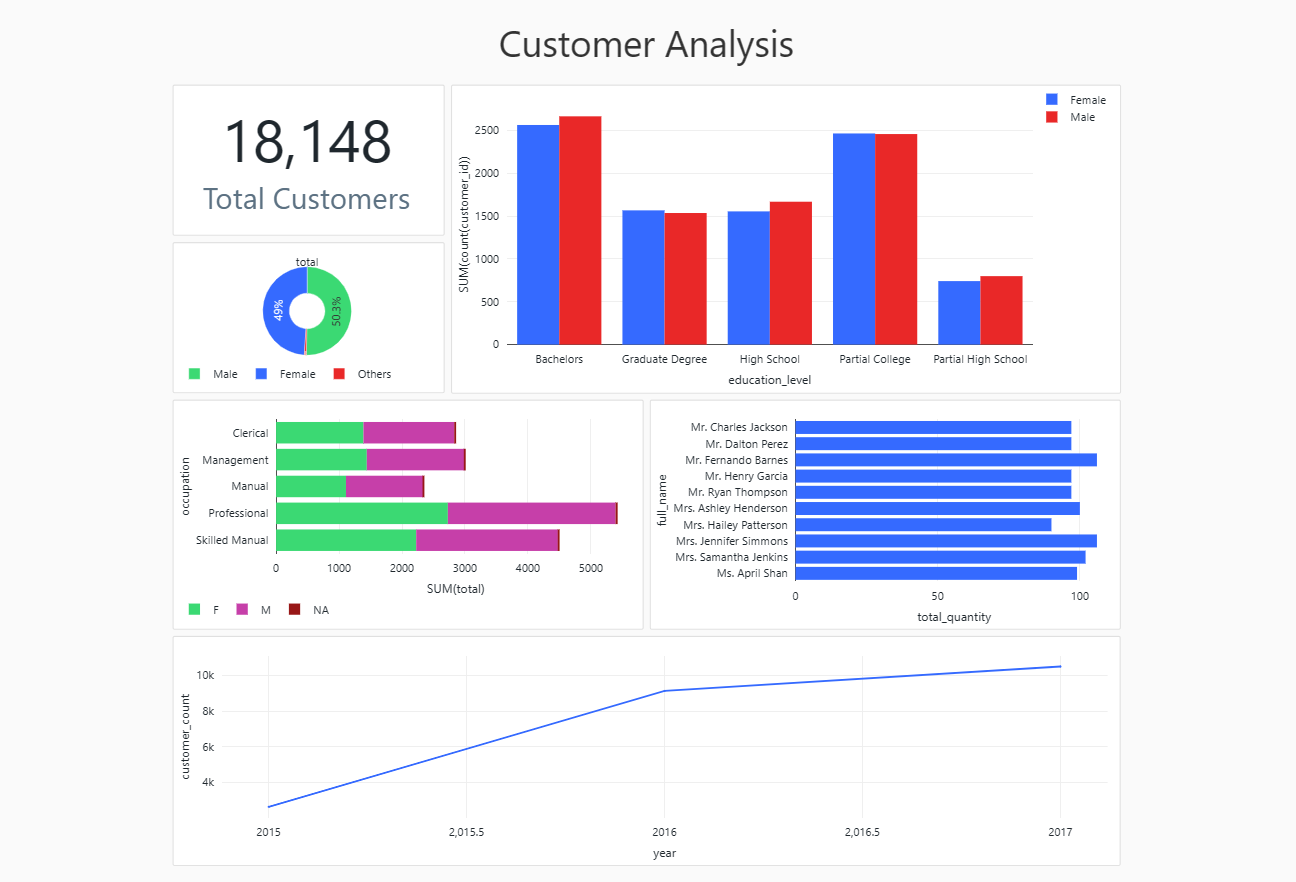 Customer Analysis
18,148
Total Customers
total
49%
50.3%
Male Female Others
Female
Male
SUM(count(customer_id))
2500
2000
1500
1000
500
0
Bachelors Graduate Degree High School Partial College Partial High School
education_level
occupation
Clerical
Management
Manual
Professional
Skilled Manual
0 1000 2000 3000 4000 5000
SUM(total)
F M NA
full_name
Mr. Charles Jackson
Mr. Dalton Perez
Mr. Fernando Barnes
Mr. Henry Garcia
Mr. Ryan Thompson
Mrs. Ashley Henderson
Mrs. Hailey Patterson
Mrs. Jennifer Simmons
Mrs. Samantha Jenkins
Ms. April Shan
0 50 100
total_quantity
customer_count
10k
8k
6k
4k
2015 2,015.5 2016 2,016.5 2017
year